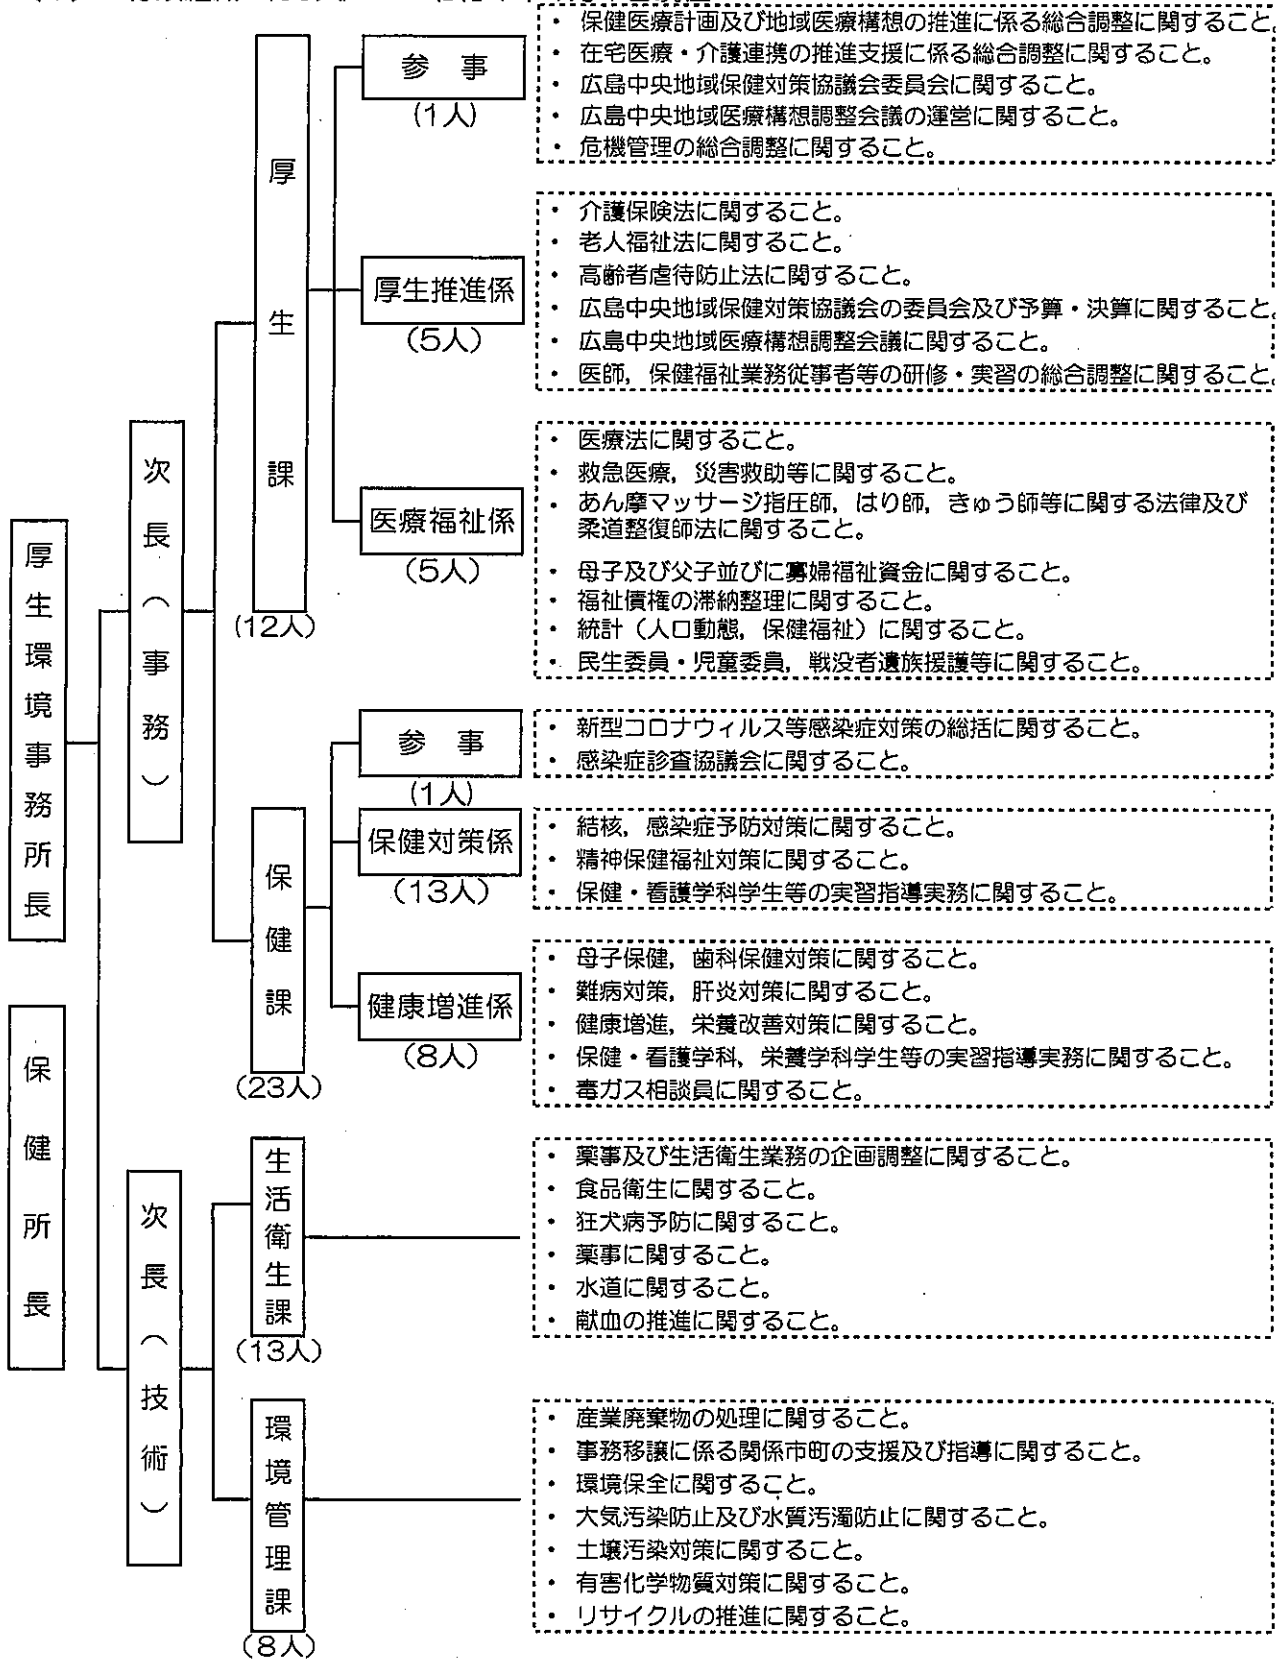 厚生環境事務所長
保健所長
次長（事務）
次長（技術）
厚生課
(12人)
参事
(1人)
・ 保健医療計画及び地域医療構想の推進に係る総合調整に関すること。
・ 在宅医療・介護連携の推進支援に係る総合調整に関すること。
・ 広島中央地域保健対策協議会委員会に関すること。
・ 広島中央地域医療構想調整会議の運営に関すること。
・ 危機管理の総合調整に関すること。
厚生推進係
(5人)
・ 介護保険法に関すること。
・ 老人福祉法に関すること。
・ 高齢者虐待防止法に関すること。
・ 広島中央地域保健対策協議会の委員会及び予算・決算に関すること。
・ 広島中央地域医療構想調整会議に関すること。
・ 医師，保健福祉業務従事者等の研修・実習の総合調整に関すること。
医療福祉係
(5人)
・ 医療法に関すること。
・ 救急医療，災害救助等に関すること。
・ あん摩マッサージ指圧師，はり師，きゅう師等に関する法律及び
柔道整復師法に関すること。
・ 母子及び父子並びに寡婦福祉資金に関すること。
・ 福祉債権の滞納整理に関すること。
・ 統計（人口動態，保健福祉）に関すること。
・ 民生委員・児童委員，戦没者遺族援護等に関すること。
保健課
(23人)
参事
(1人)
・ 新型コロナウィルス等感染症対策の総括に関すること。
・ 感染症診査協議会に関すること。
保健対策係
(13人)
・ 結核，感染症予防対策に関すること。
・ 精神保健福祉対策に関すること。
・ 保健・看護学科学生等の実習指導実務に関すること。
健康増進係
(8人)
・ 母子保健，歯科保健対策に関すること。
・ 難病対策，肝炎対策に関すること。
・ 健康増進，栄養改善対策に関すること。
・ 保健・看護学科，栄養学科学生等の実習指導実務に関すること。
・ 毒ガス相談員に関すること。
生活衛生課
(13人)
・ 薬事及び生活衛生業務の企画調整に関すること。
・ 食品衛生に関すること。
・ 狂犬病予防に関すること。
・ 薬事に関すること。
・ 水道に関すること。
・ 献血の推進に関すること。
環境管理課
(8人)
・ 産業廃棄物の処理に関すること。
・ 事務移譲に係る関係市町の支援及び指導に関すること。
・ 環境保全に関すること。
・ 大気汚染防止及び水質汚濁防止に関すること。
・ 土壌汚染対策に関すること。
・ 有害化学物質対策に関すること。
・ リサイクルの推進に関すること。